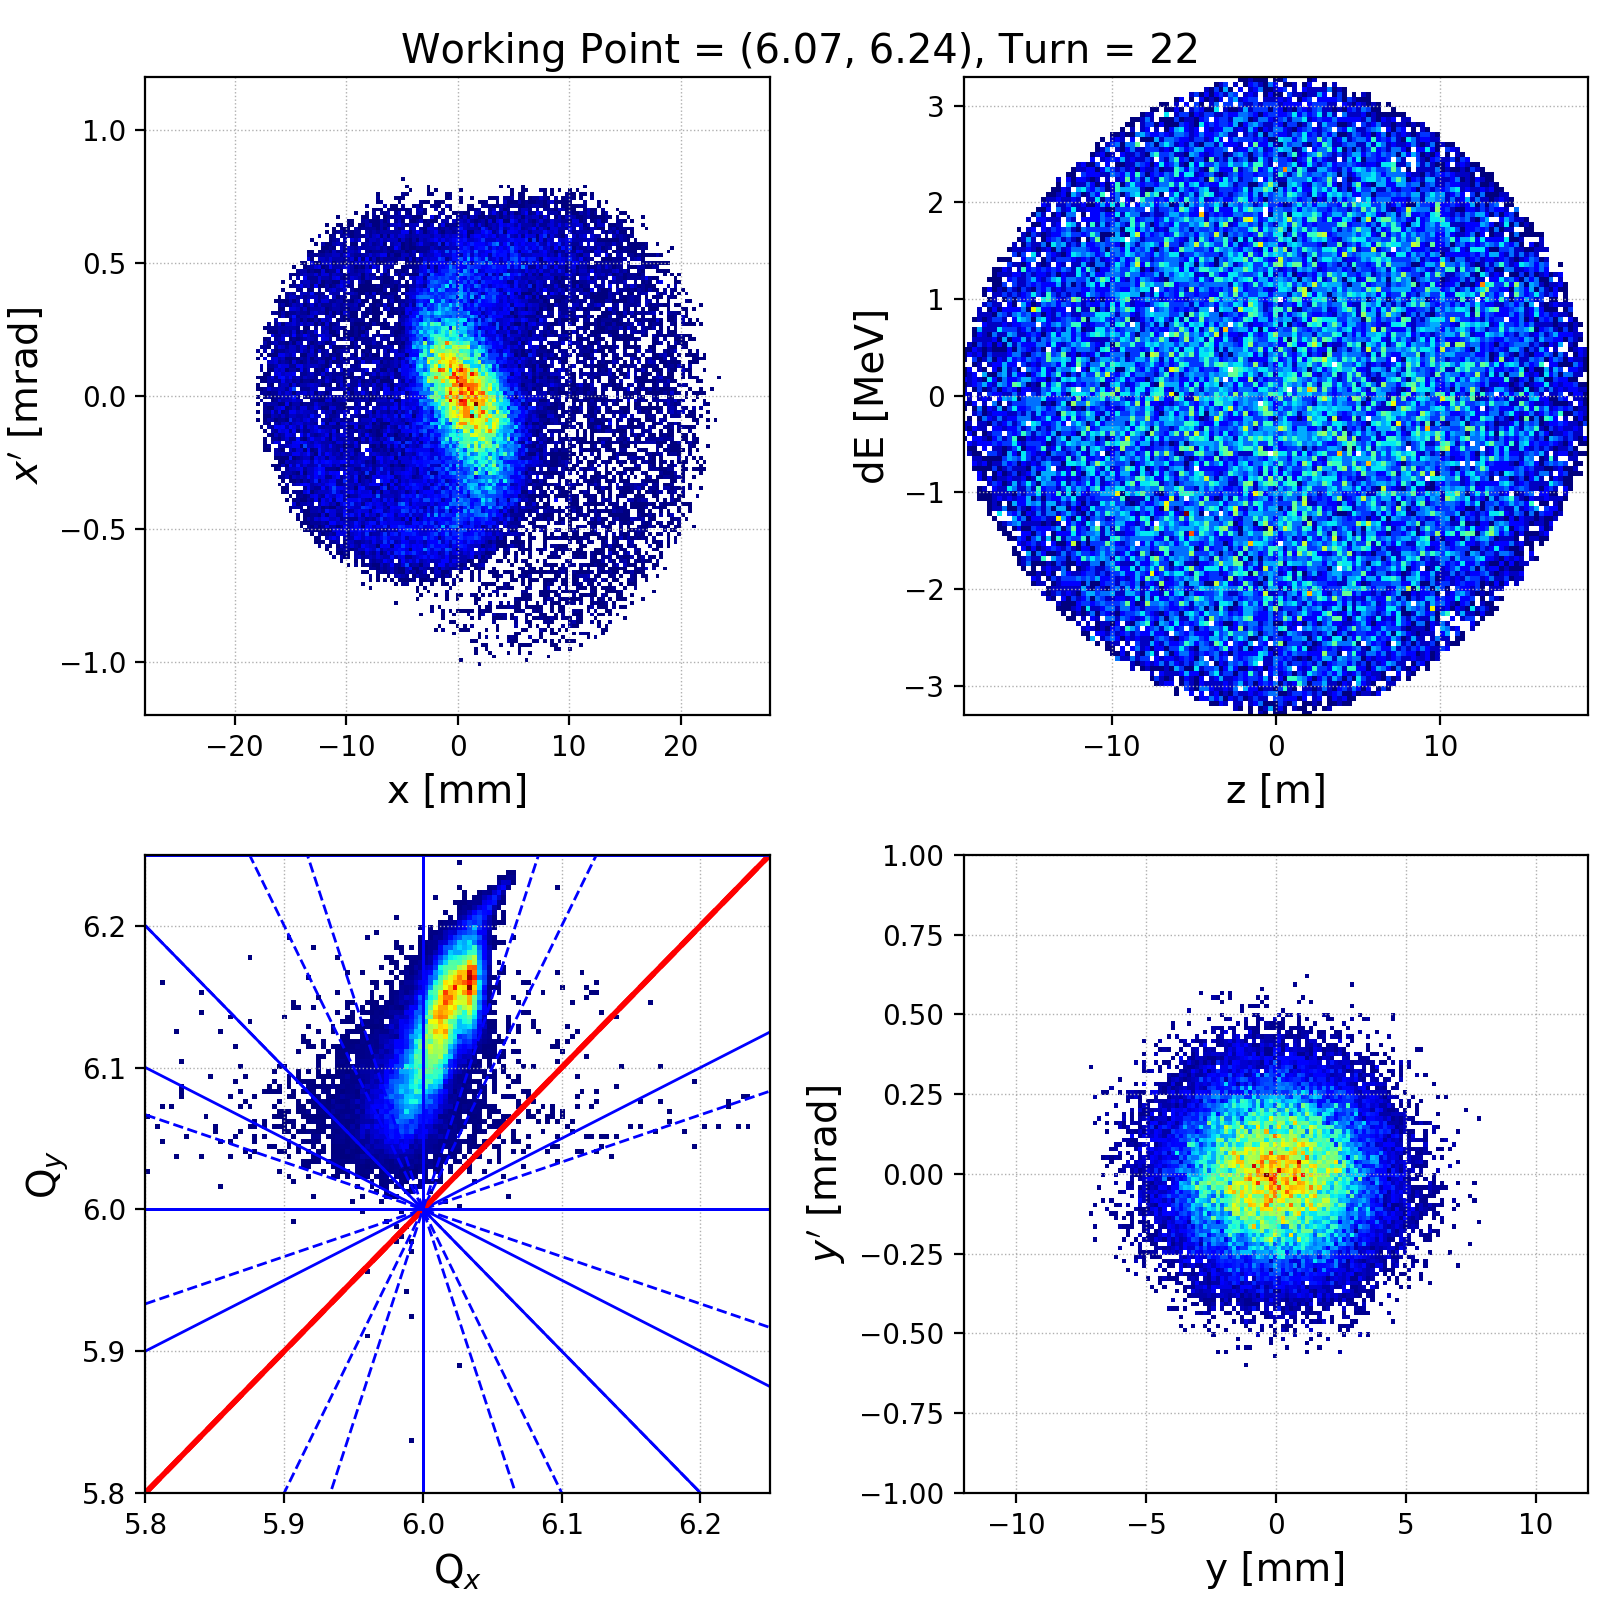 Working Point = (6.07, 6.24), Turn = 22
1.0
0.5
0.0
−0.5
−1.0
x′ [mrad]
−20 −10 0 10 20
x [mm]
3
2
1
0
−1
−2
−3
dE [MeV]
−10 0 10
z [m]
6.2
6.1
6.0
5.9
5.8
Qy
5.8 5.9 6.0 6.1 6.2
Qx
1.00
0.75
0.50
0.25
0.00
−0.25
−0.50
−0.75
−1.00
y′ [mrad]
−10 −5 0 5 10
y [mm]